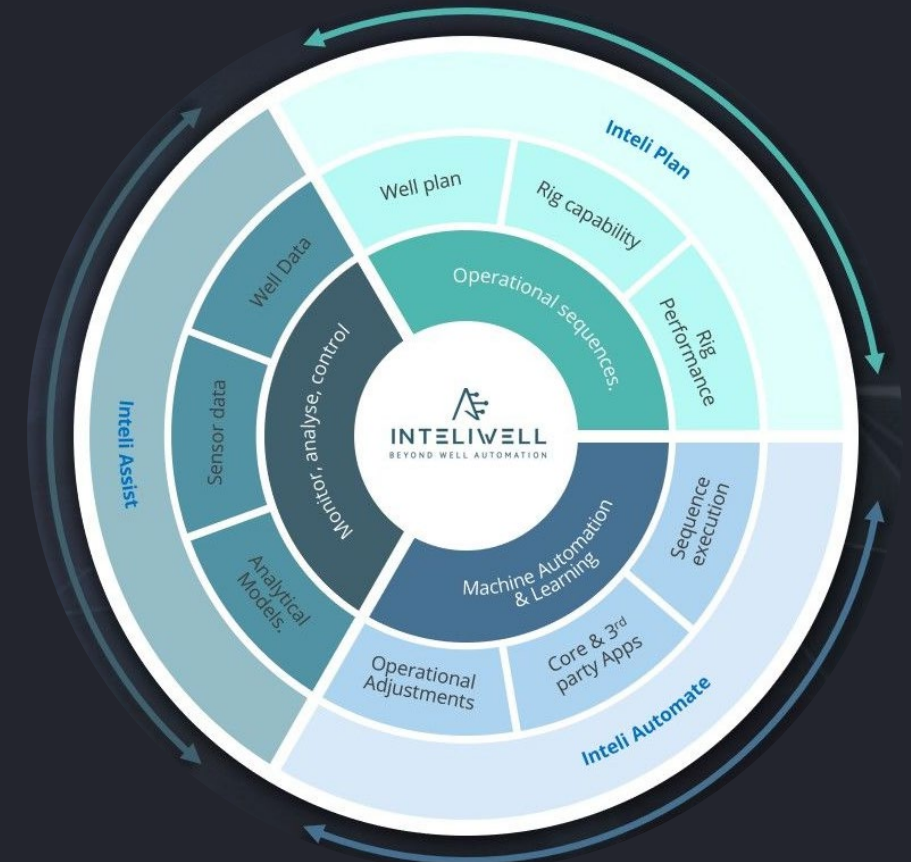 Inteli Plan
Well plan
Rig capability
Rig
Performance
Operational sequences.
Inteli Assist
Well Data
Sensor data
Analytical
Models.
Monitor, analyse, control
INTELIWELL
BEYOND WELL AUTOMATION
Machine Automation
& Learning
Sequence
execution
Core & 3rd
party Apps
Operational
Adjustments
Inteli Automate